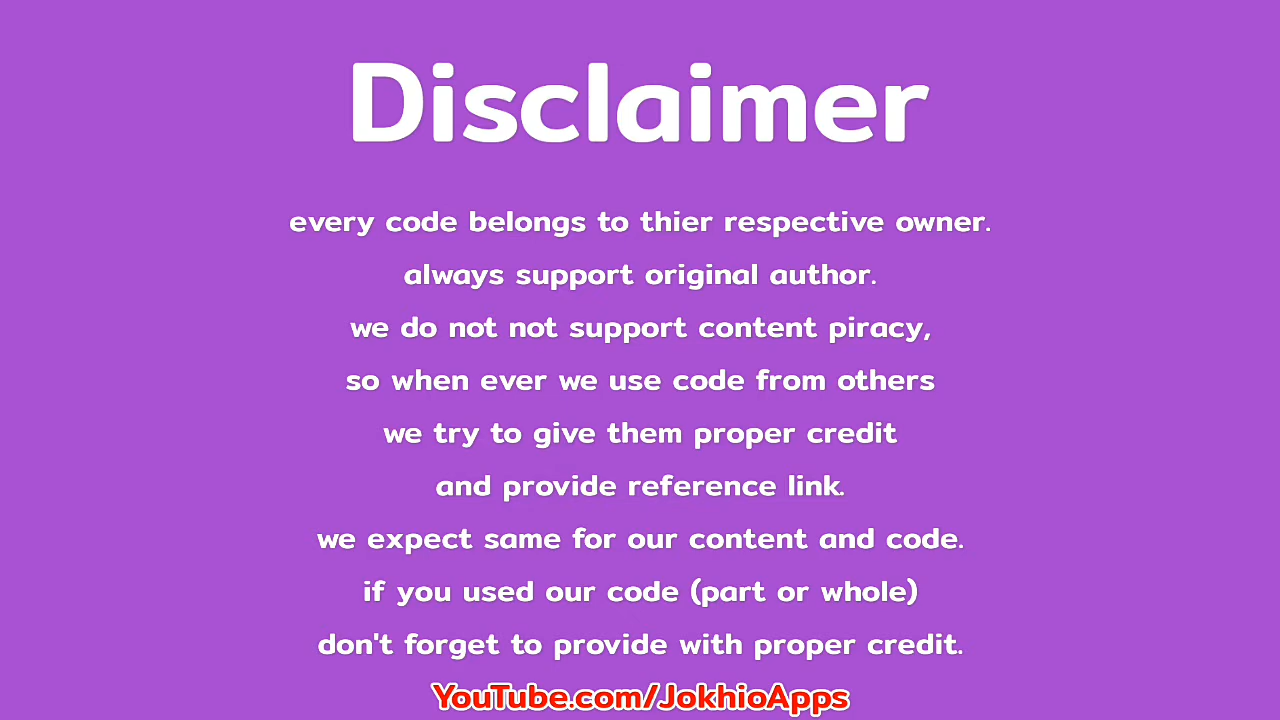 Disclaimer
every code belongs to thier respective owner.
always support original author.
we do not not support content piracy,
so when ever we use code from others
we try to give them proper credit
and provide reference link.
we expect same for our content and code.
if you used our code (part or whole)
don't forget to provide with proper credit.
YouTube.com/JokhioApps